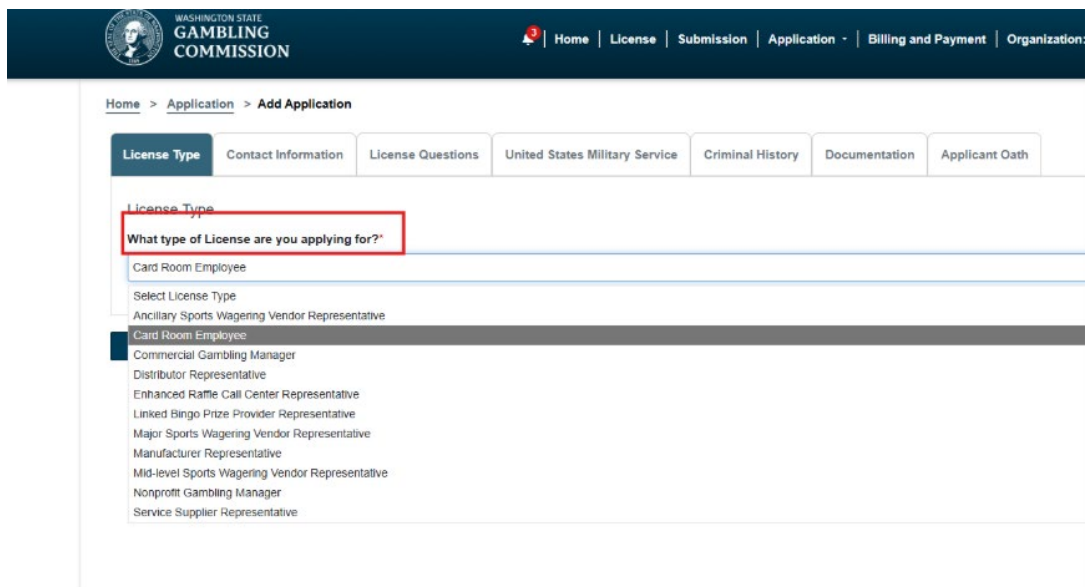 WASHINGTON STATE
GAMBLING
COMMISSION
3 | Home | License | Submission | Application - | Billing and Payment | Organization:
Home > Application > Add Application
License Type Contact Information License Questions United States Military Service Criminal History Documentation Applicant Oath
License Type
What type of License are you applying for?*
Card Room Employee
Select License Type
Ancillary Sports Wagering Vendor Representative
Card Room Employee
Commercial Gambling Manager
Distributor Representative
Enhanced Raffle Call Center Representative
Linked Bingo Prize Provider Representative
Major Sports Wagering Vendor Representative
Manufacturer Representative
Mid-level Sports Wagering Vendor Representative
Nonprofit Gambling Manager
Service Supplier Representative